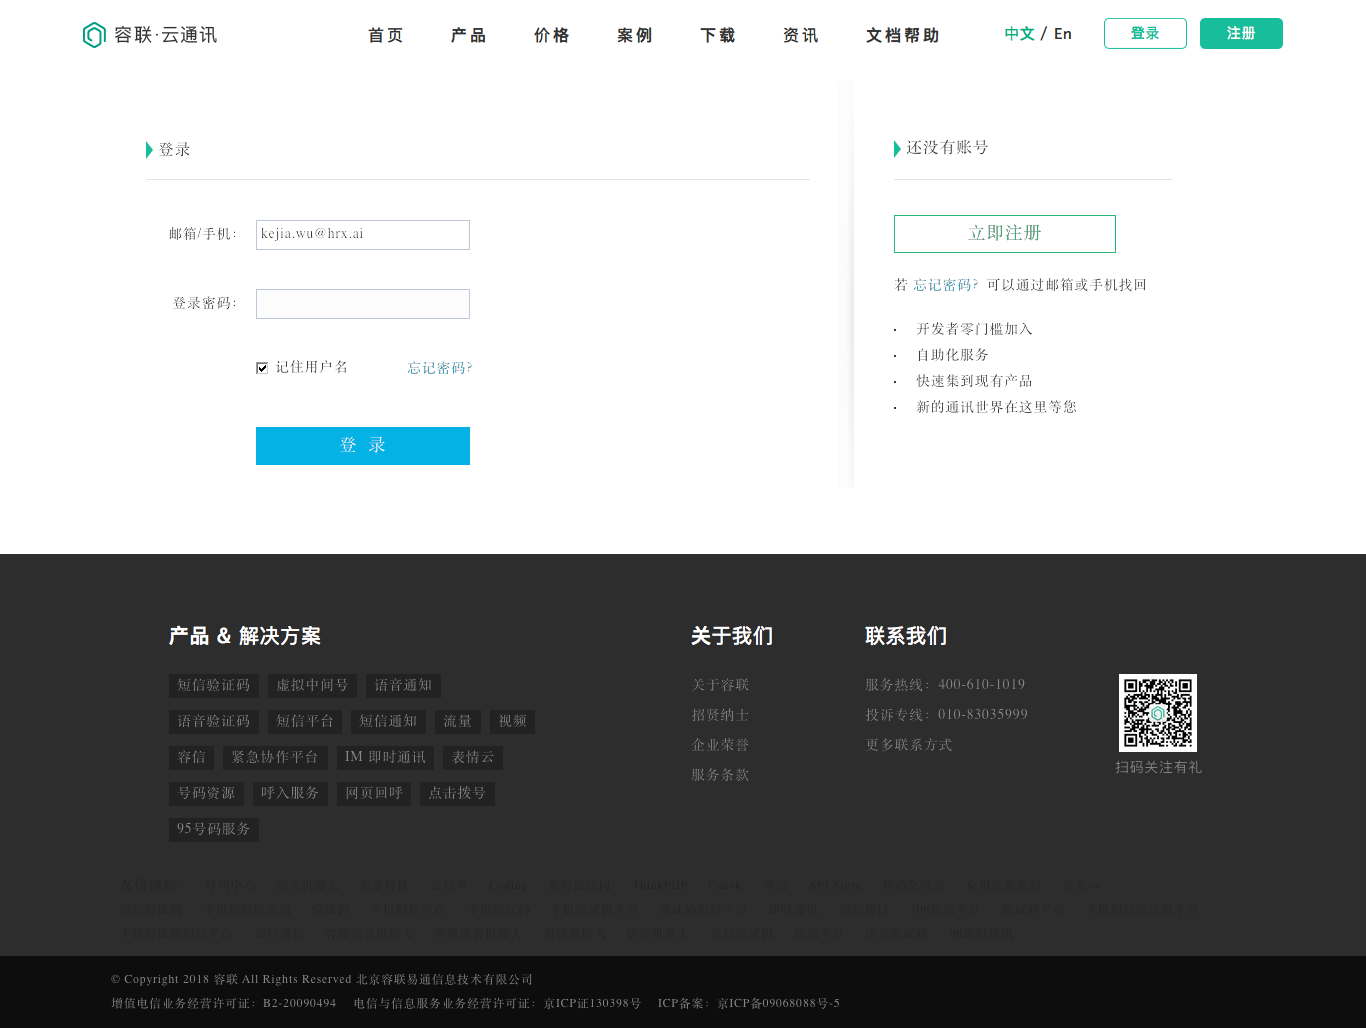 容联·云通讯
首页 产品 价格 案例 下载 资讯 文档帮助 中文 / En 登录 注册
登录
邮箱/手机： kejia.wu@hrx.ai
登录密码：
记住用户名 忘记密码?
登 录
还没有账号
立即注册
若 忘记密码? 可以通过邮箱或手机找回
开发者零门槛加入
自助化服务
快速集到现有产品
新的通讯世界在这里等您
产品 & 解决方案
短信验证码 虚拟中间号 语音通知
语音验证码 短信平台 短信通知 流量 视频
容信 紧急协作平台 IM 即时通讯 表情云
号码资源 呼入服务 网页回呼 点击拨号
95号码服务
关于我们
关于容联
招贤纳士
企业荣誉
服务条款
联系我们
服务热线：400-610-1019
投诉专线：010-83035999
更多联系方式
扫码关注有礼
友情链接： 呼叫中心 Coding ThinkPHP Udesk API Store
© Copyright 2018 容联 All Rights Reserved 北京容联易通信息技术有限公司
增值电信业务经营许可证：B2-20090494 电信与信息服务业务经营许可证：京ICP证130398号 ICP备案：京ICP备09068088号-5